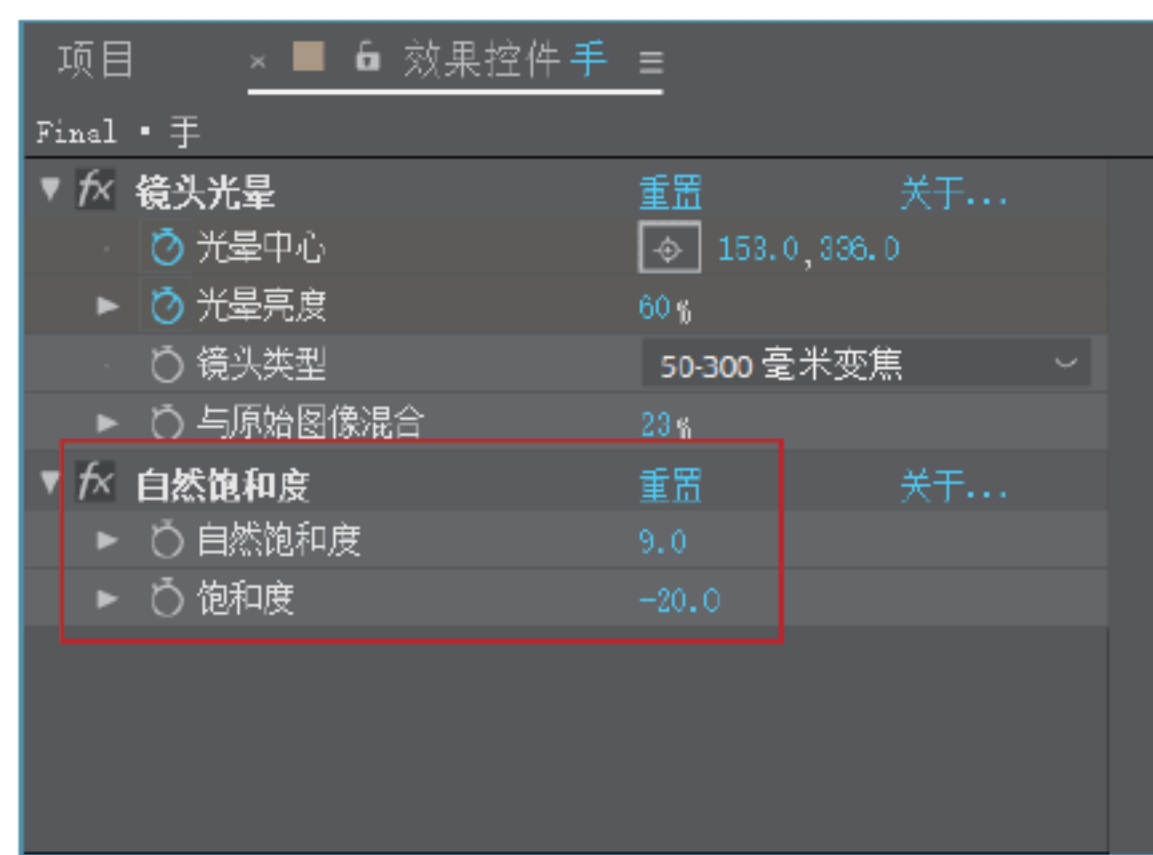 项目 × 效果控件 手 ≡
Final ▪ 手
▼ fx 镜头光晕 重置 关于...
光晕中心 153.0,336.0
► 光晕亮度 60%
镜头类型 50-300 毫米变焦
► 与原始图像混合 23%
▼ fx 自然饱和度 重置 关于...
► 自然饱和度 9.0
► 饱和度 -20.0